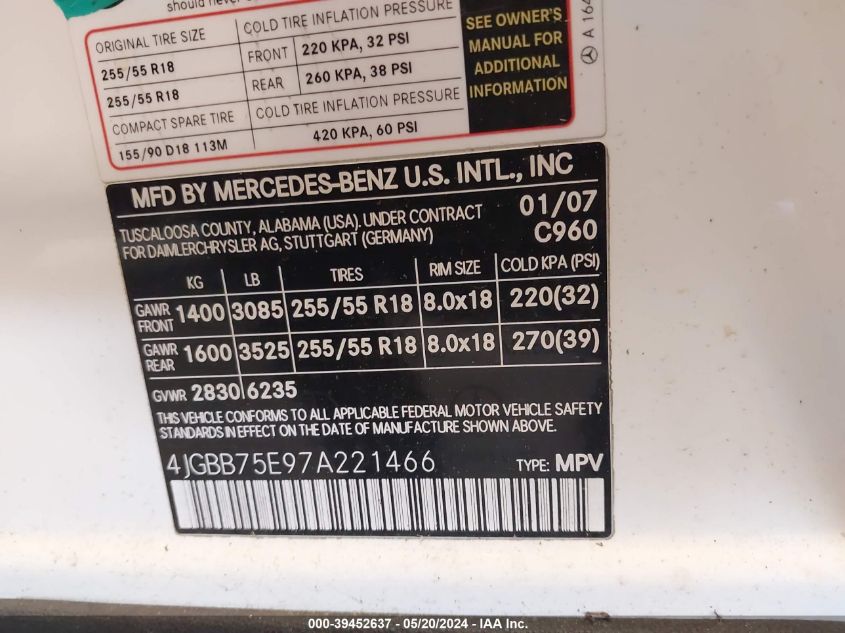 should never
ORIGINAL TIRE SIZE COLD TIRE INFLATION PRESSURE
255/55 R18 FRONT 220 KPA, 32 PSI
255/55 R18 REAR 260 KPA, 38 PSI
COMPACT SPARE TIRE COLD TIRE INFLATION PRESSURE
155/90 D18 113M 420 KPA, 60 PSI
SEE OWNER'S
MANUAL FOR
ADDITIONAL
INFORMATION
A 164
MFD BY MERCEDES-BENZ U.S. INTL., INC
TUSCALOOSA COUNTY, ALABAMA (USA). UNDER CONTRACT 01/07
FOR DAIMLERCHRYSLER AG, STUTTGART (GERMANY) C960
KG LB TIRES RIM SIZE COLD KPA (PSI)
GAWR FRONT 1400 3085 255/55 R18 8.0x18 220(32)
GAWR REAR 1600 3525 255/55 R18 8.0x18 270(39)
GVWR 2830 6235
THIS VEHICLE CONFORMS TO ALL APPLICABLE FEDERAL MOTOR VEHICLE SAFETY
STANDARDS IN EFFECT ON THE DATE OF MANUFACTURE SHOWN ABOVE.
4JGBB75E97A221466 TYPE: MPV
000-39452637 - 05/20/2024 - IAA Inc.